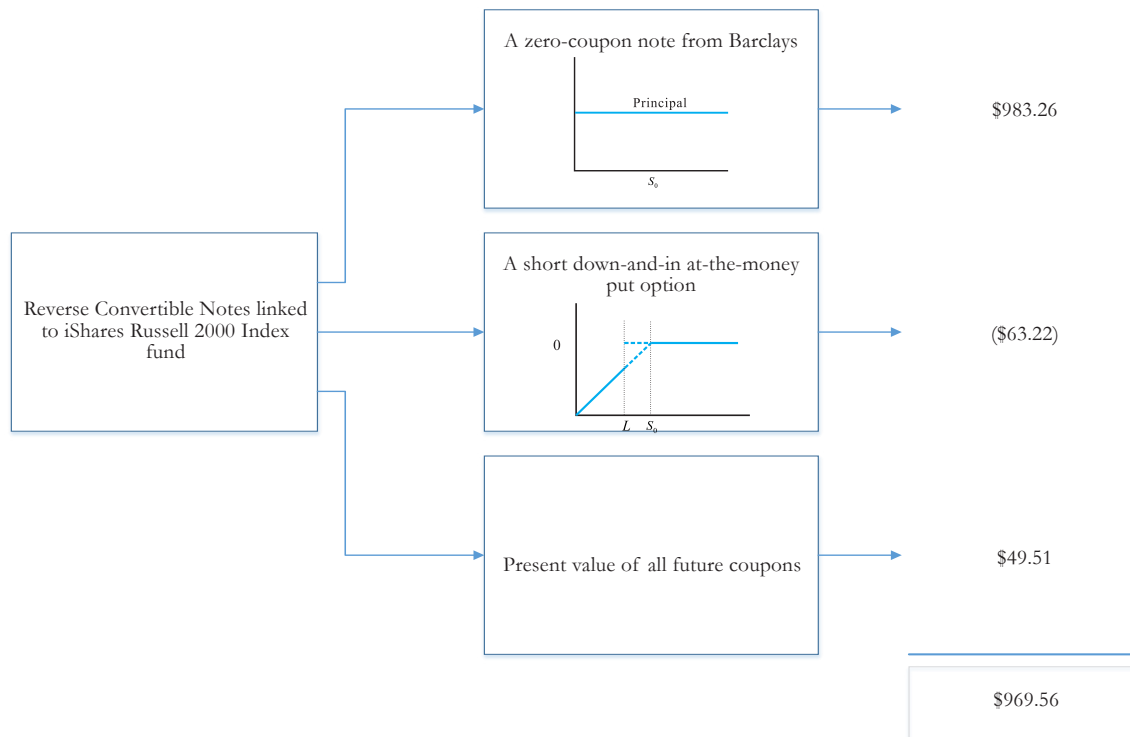 A zero-coupon note from Barclays
Principal
S₀
$983.26
Reverse Convertible Notes linked
to iShares Russell 2000 Index
fund
A short down-and-in at-the-money
put option
0
L S₀
($63.22)
Present value of all future coupons
$49.51
$969.56